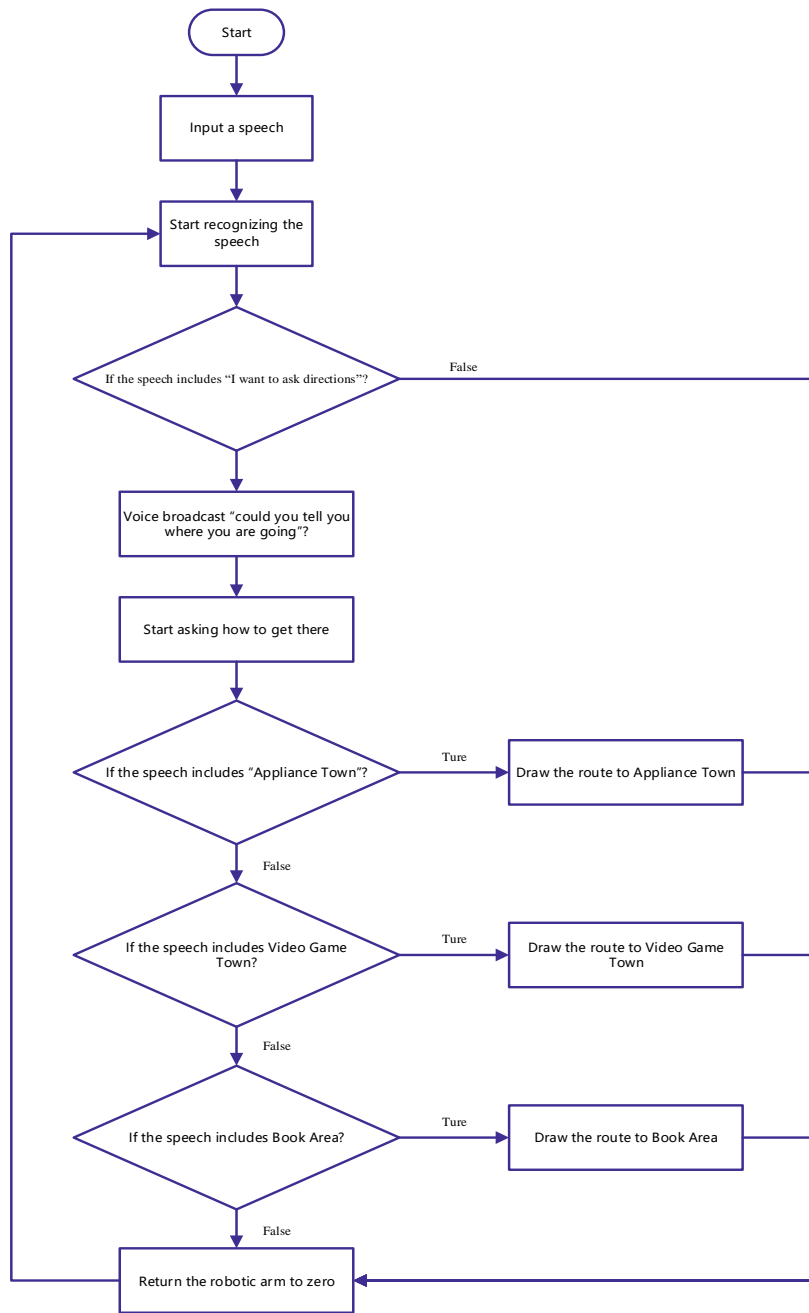 Start
Input a speech
Start recognizing the
speech
If the speech includes “I want to ask directions”?
False
Voice broadcast “could you tell you
where you are going”?
Start asking how to get there
If the speech includes “Appliance Town”?
Ture
Draw the route to Appliance Town
False
If the speech includes Video Game
Town?
Ture
Draw the route to Video Game
Town
False
If the speech includes Book Area?
Ture
Draw the route to Book Area
False
Return the robotic arm to zero